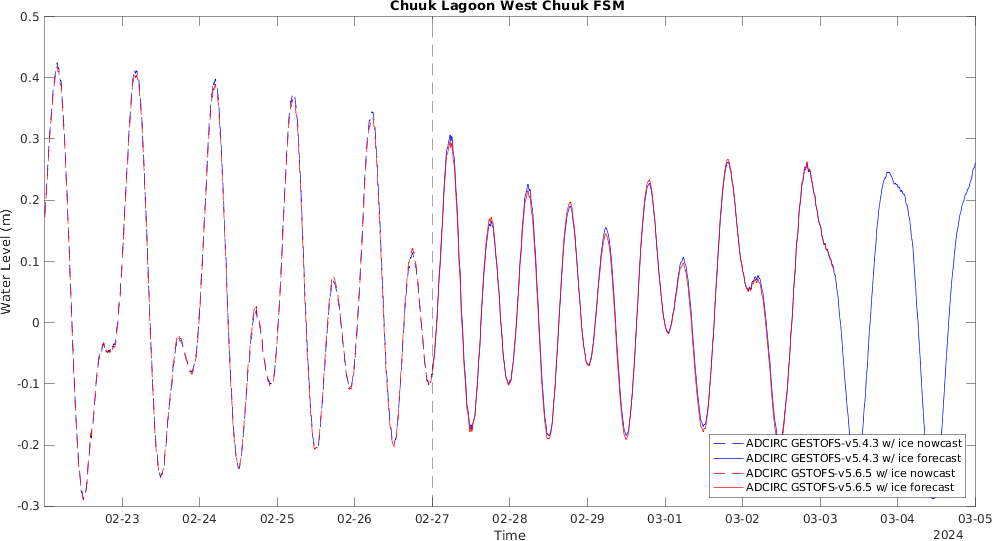 Chuuk Lagoon West Chuuk FSM
0.5
0.4
0.3
0.2
0.1
0
-0.1
-0.2
-0.3
Water Level (m)
02-23 02-24 02-25 02-26 02-27 02-28 02-29 03-01 03-02 03-03 03-04 03-05
Time
2024
ADCIRC GESTOFS-v5.4.3 w/ ice nowcast
ADCIRC GESTOFS-v5.4.3 w/ ice forecast
ADCIRC GSTOFS-v5.6.5 w/ ice nowcast
ADCIRC GSTOFS-v5.6.5 w/ ice forecast